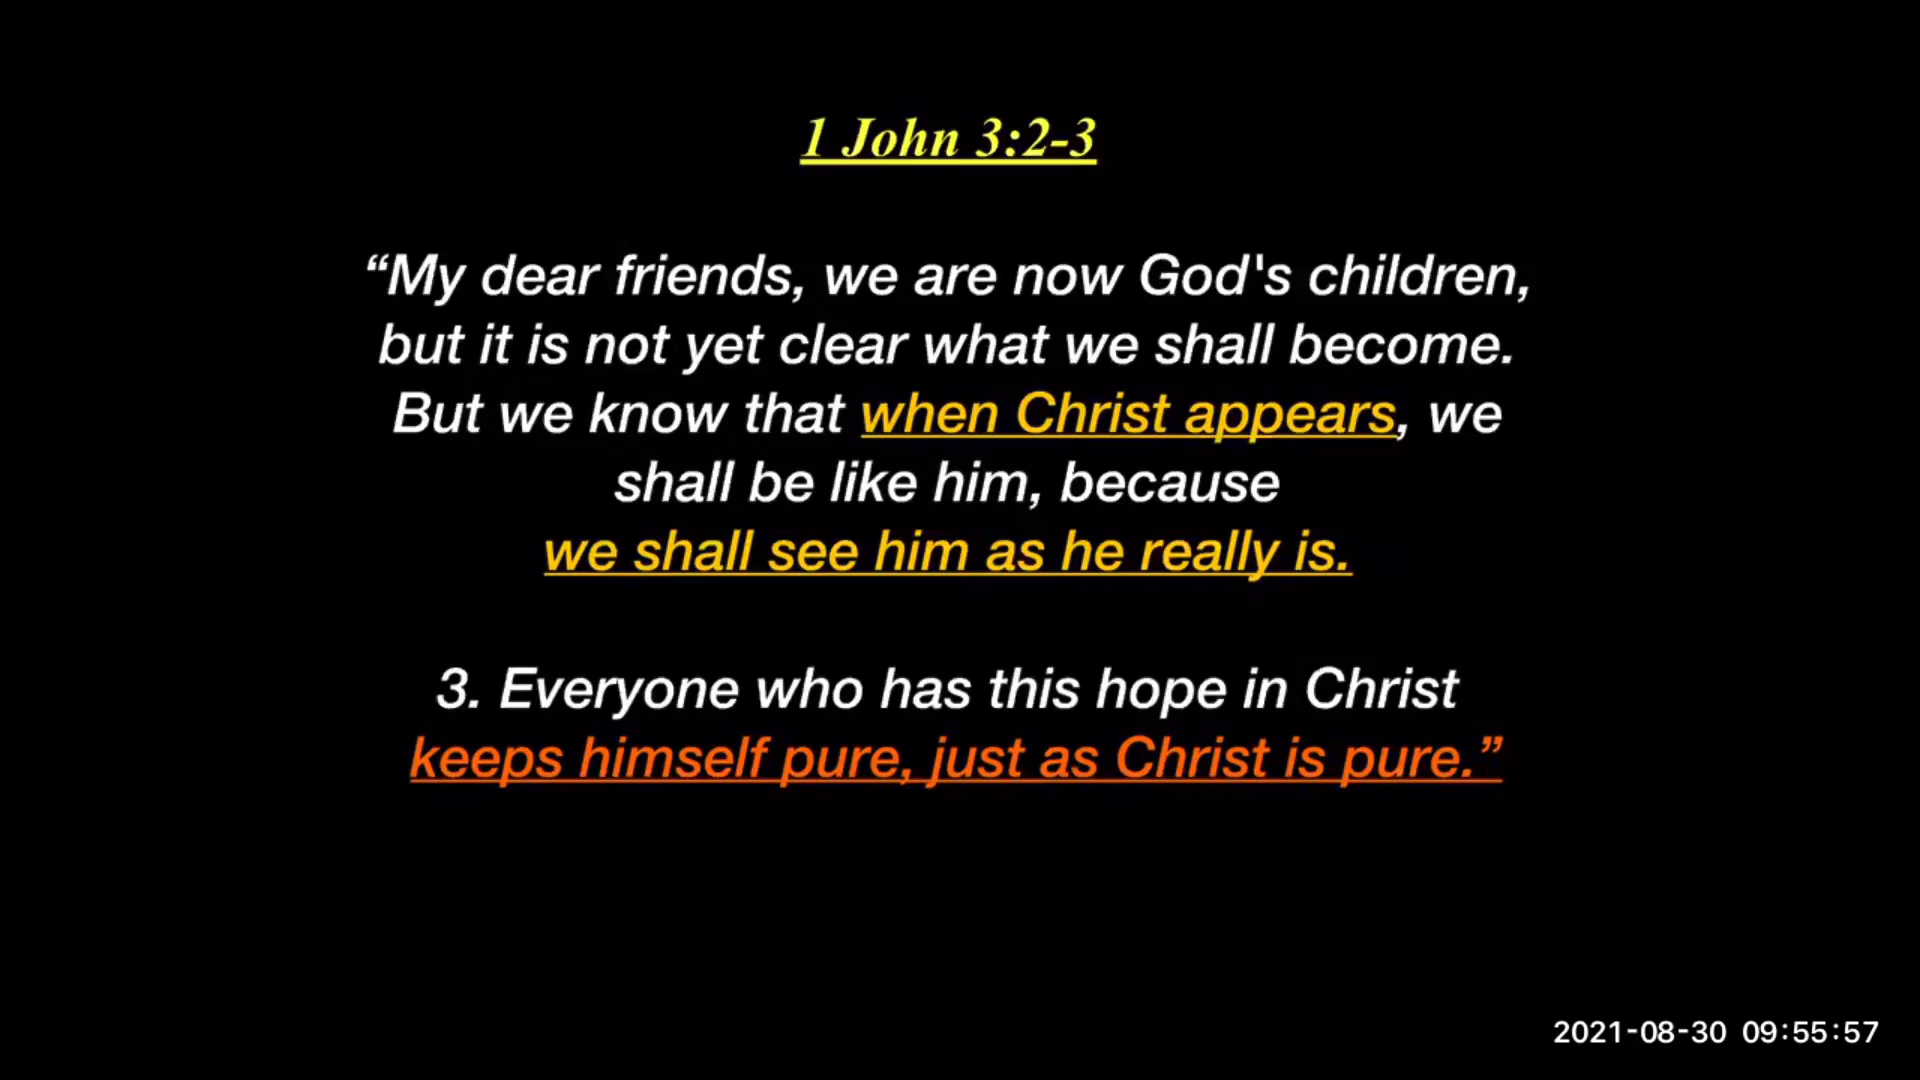 1 John 3:2-3
“My dear friends, we are now God's children,
but it is not yet clear what we shall become.
But we know that when Christ appears, we
shall be like him, because
we shall see him as he really is.
3. Everyone who has this hope in Christ
keeps himself pure, just as Christ is pure.”
2021-08-30 09:55:57